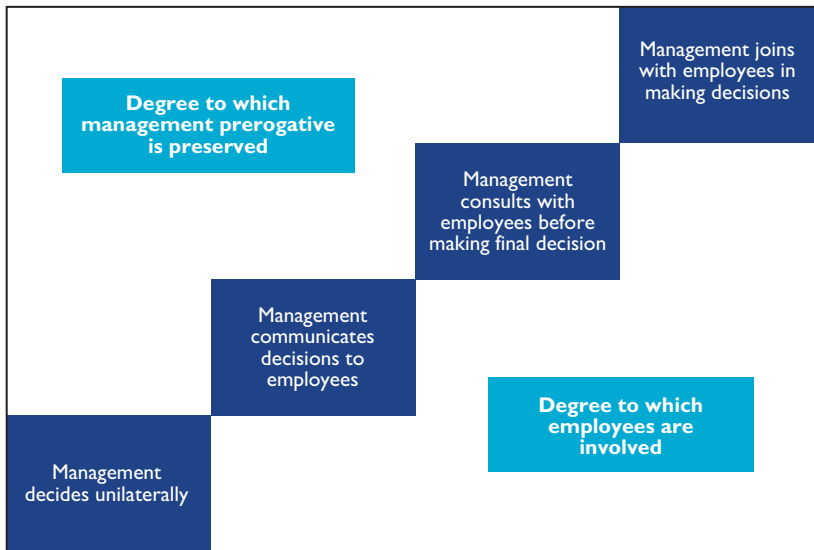 Management joins
with employees in
making decisions
Degree to which
management prerogative
is preserved
Management
consults with
employees before
making final decision
Management
communicates
decisions to
employees
Degree to which
employees are
involved
Management
decides unilaterally